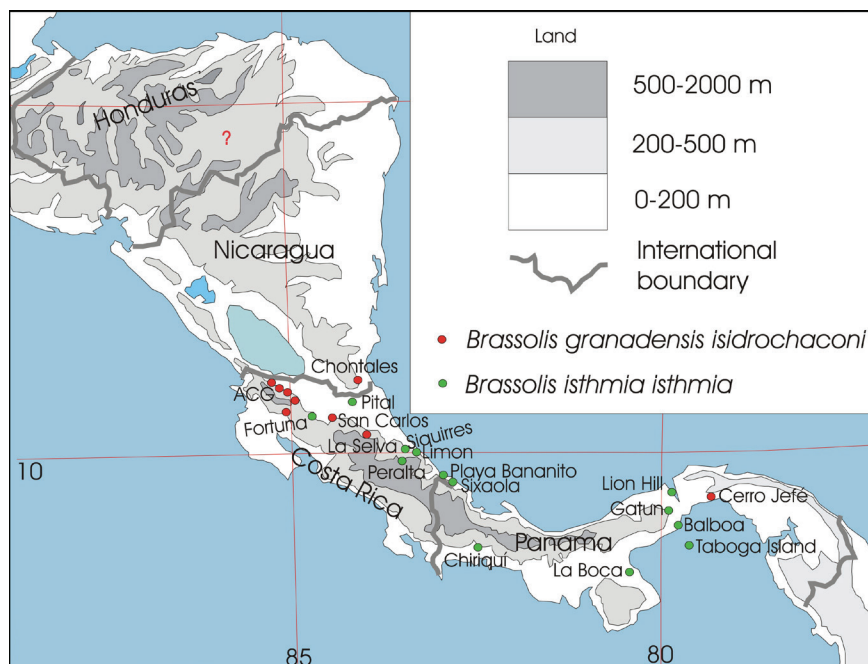 Land
500-2000 m
200-500 m
0-200 m
International
boundary
Brassolis granadensis isidrochaconi
Brassolis isthmia isthmia
Honduras
?
Nicaragua
Chontales
ACG
Pital
Fortuna
San Carlos
La Selva
Siquirres
Limon
10
Costa Rica
Peralta
Playa Bananito
Sixaola
Lion Hill
Cerro Jefe
Gatun
Balboa
Panama
Taboga Island
Chiriquí
La Boca
85
80